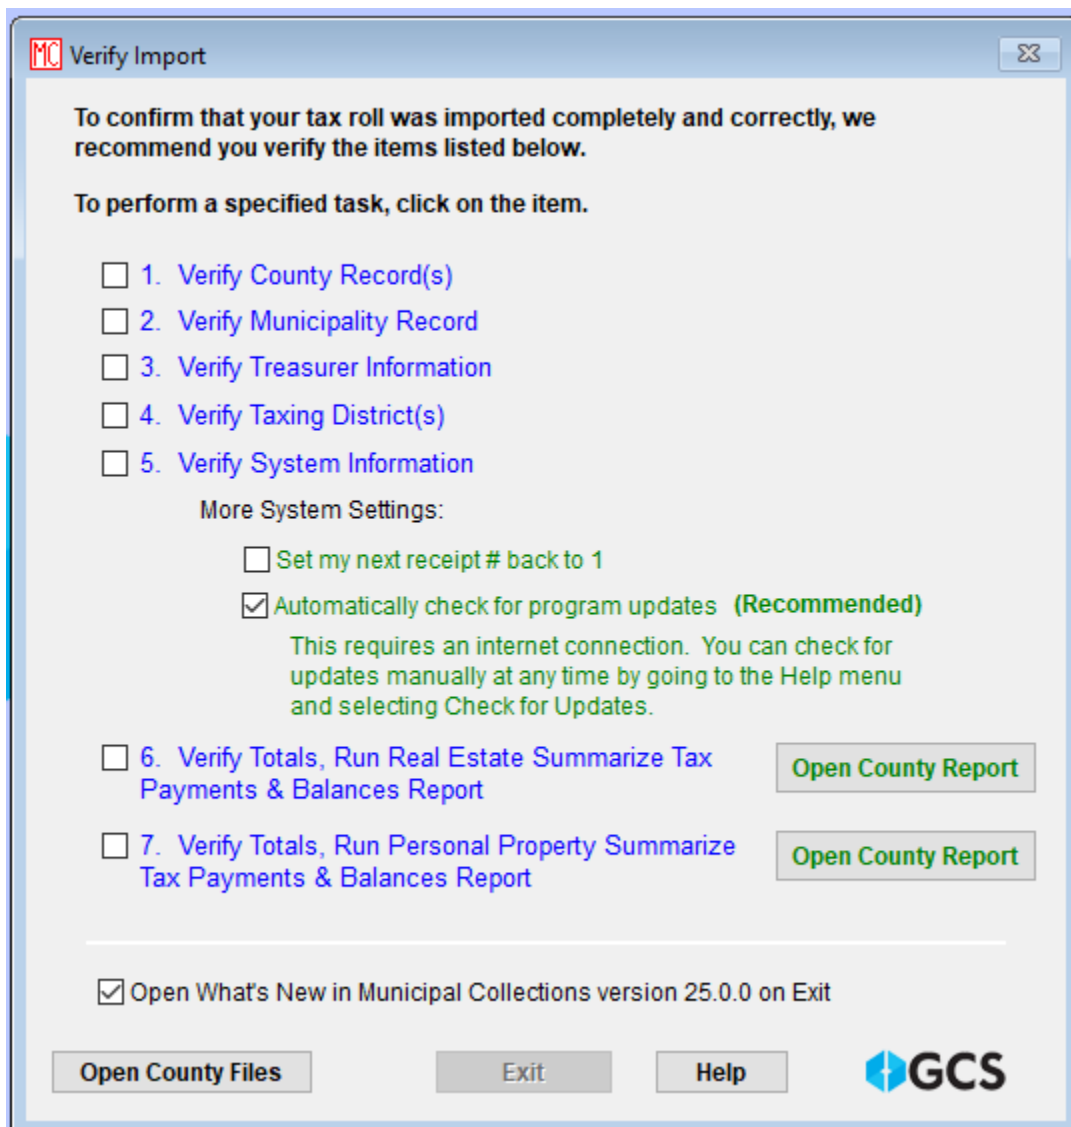 MC Verify Import
To confirm that your tax roll was imported completely and correctly, we
recommend you verify the items listed below.
To perform a specified task, click on the item.
1. Verify County Record(s)
2. Verify Municipality Record
3. Verify Treasurer Information
4. Verify Taxing District(s)
5. Verify System Information
More System Settings:
Set my next receipt # back to 1
Automatically check for program updates (Recommended)
This requires an internet connection. You can check for
updates manually at any time by going to the Help menu
and selecting Check for Updates.
6. Verify Totals, Run Real Estate Summarize Tax
Payments & Balances Report
Open County Report
7. Verify Totals, Run Personal Property Summarize
Tax Payments & Balances Report
Open County Report
Open What's New in Municipal Collections version 25.0.0 on Exit
Open County Files Exit Help GCS